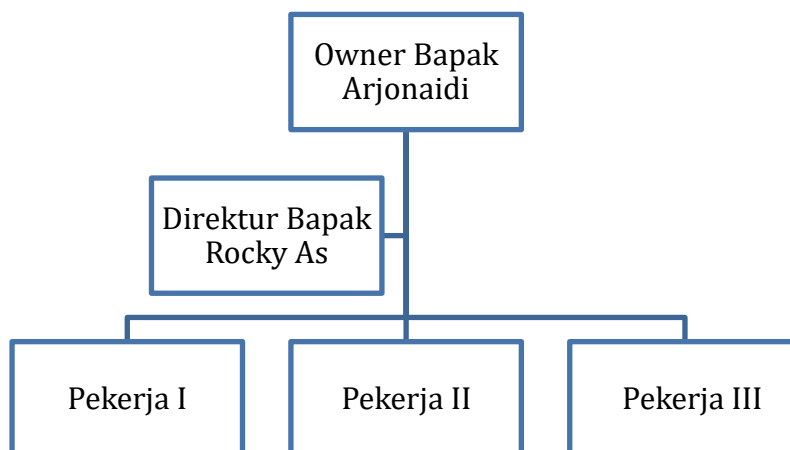 Owner Bapak
Arjonaidi
Direktur Bapak
Rocky As
Pekerja I
Pekerja II
Pekerja III